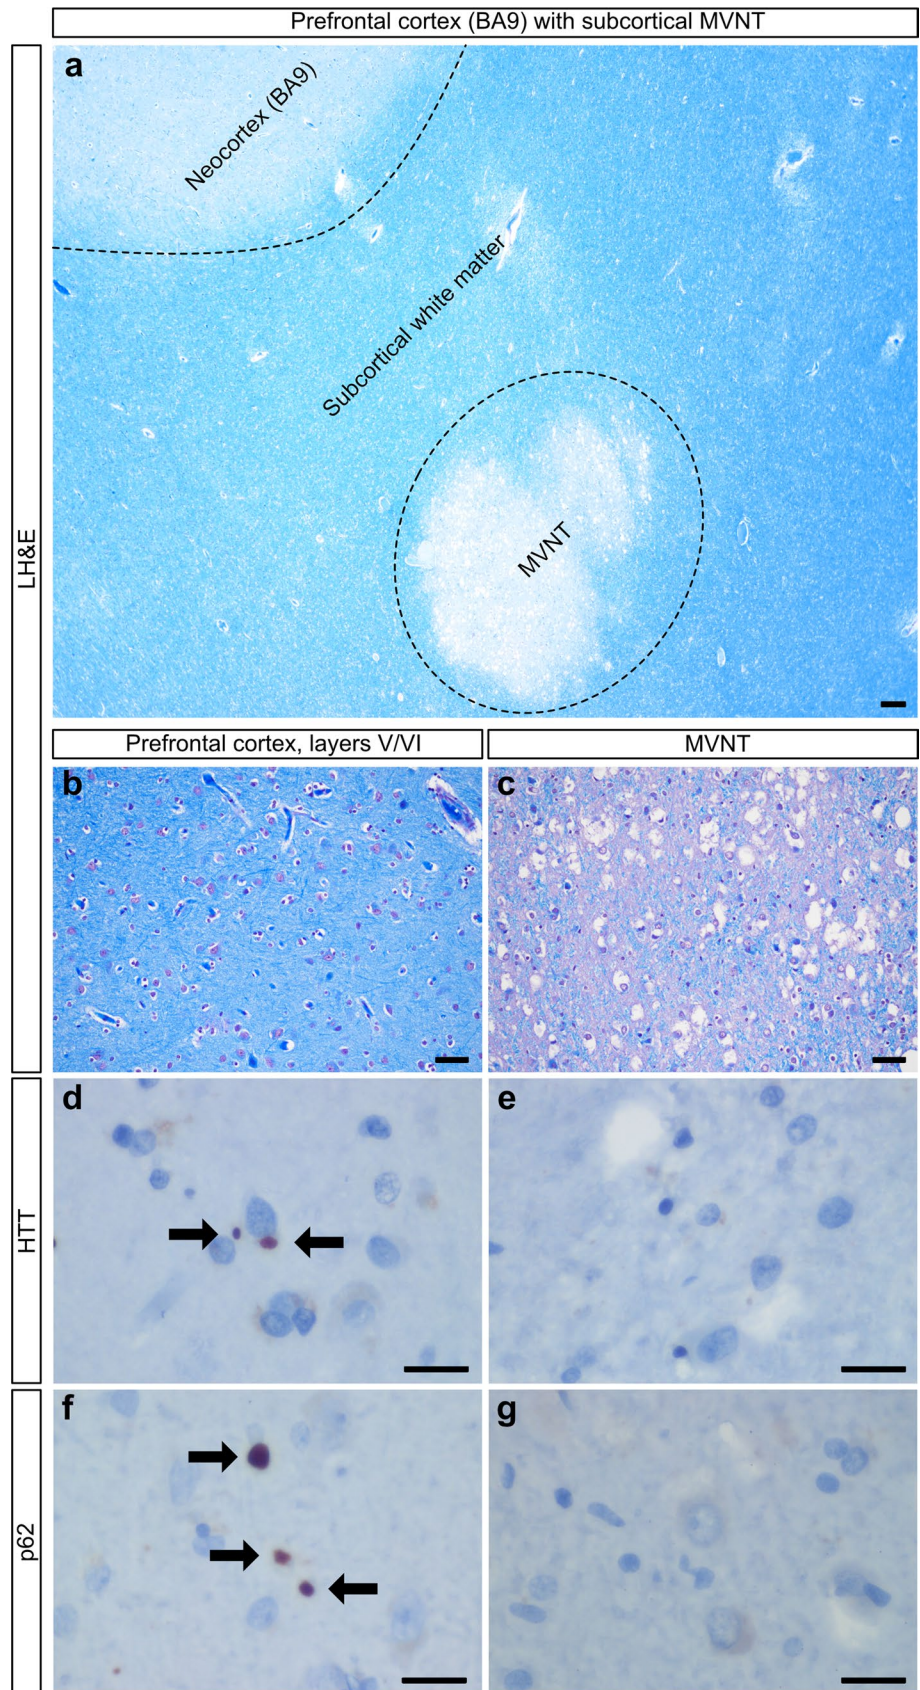 Prefrontal cortex (BA9) with subcortical MVNT
LH&E
a
Neocortex (BA9)
Subcortical white matter
MVNT
Prefrontal cortex, layers V/VI
MVNT
b
c
HTT
d
e
p62
f
g